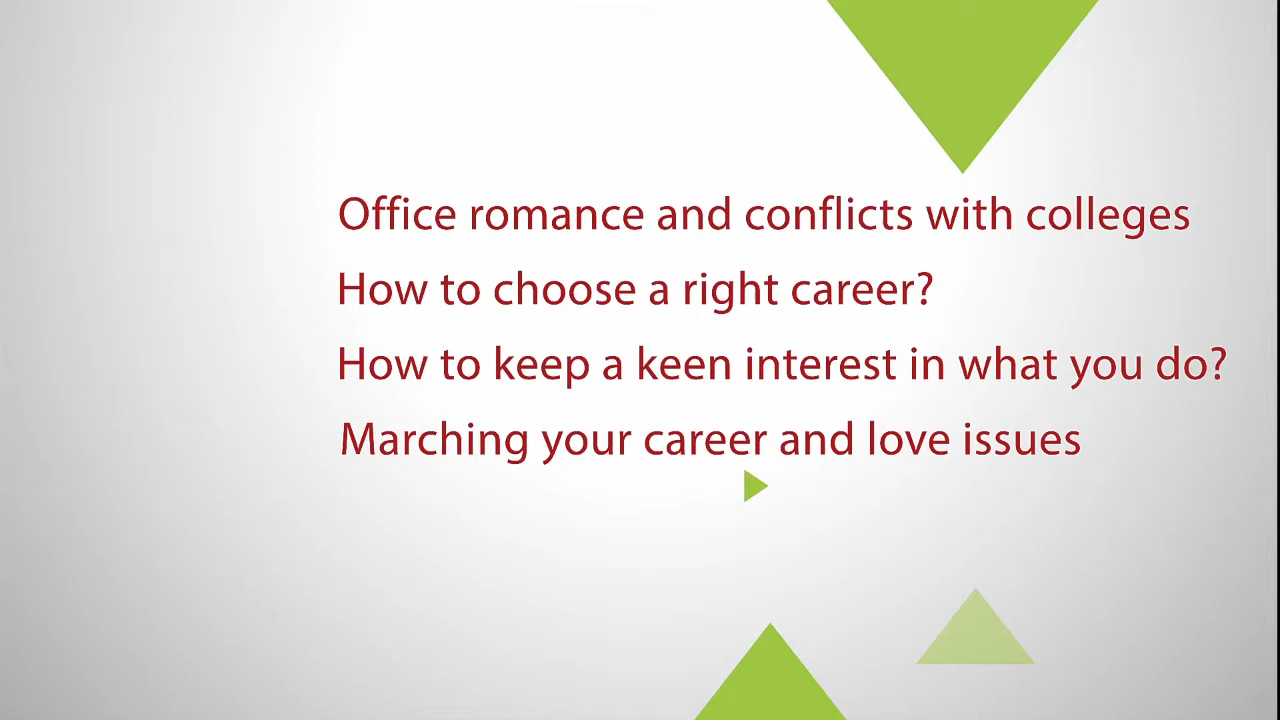 Office romance and conflicts with colleges
How to choose a right career?
How to keep a keen interest in what you do?
Marching your career and love issues